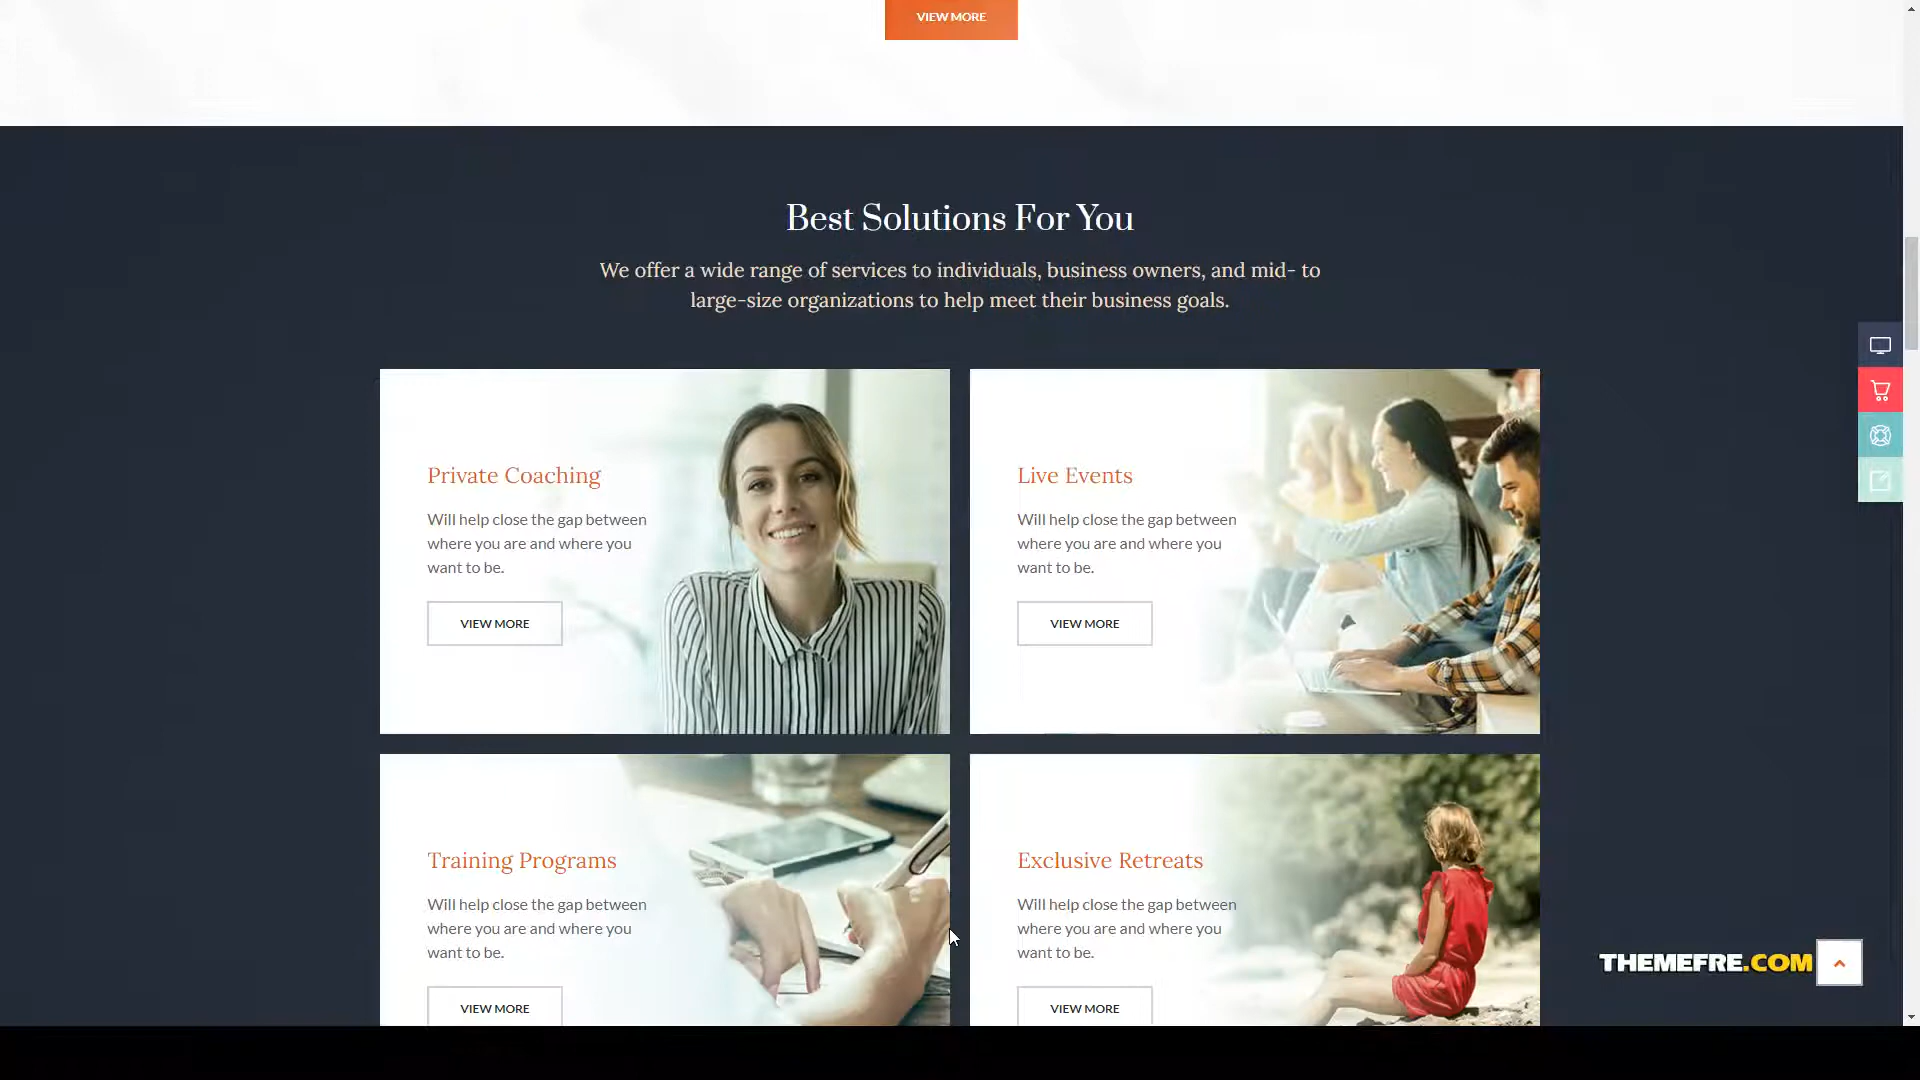 VIEW MORE
Best Solutions For You
We offer a wide range of services to individuals, business owners, and mid- to
large-size organizations to help meet their business goals.
Private Coaching
Will help close the gap between
where you are and where you
want to be.
VIEW MORE
Live Events
Will help close the gap between
where you are and where you
want to be.
VIEW MORE
Training Programs
Will help close the gap between
where you are and where you
want to be.
VIEW MORE
Exclusive Retreats
Will help close the gap between
where you are and where you
want to be.
VIEW MORE
THEMEFRE.COM